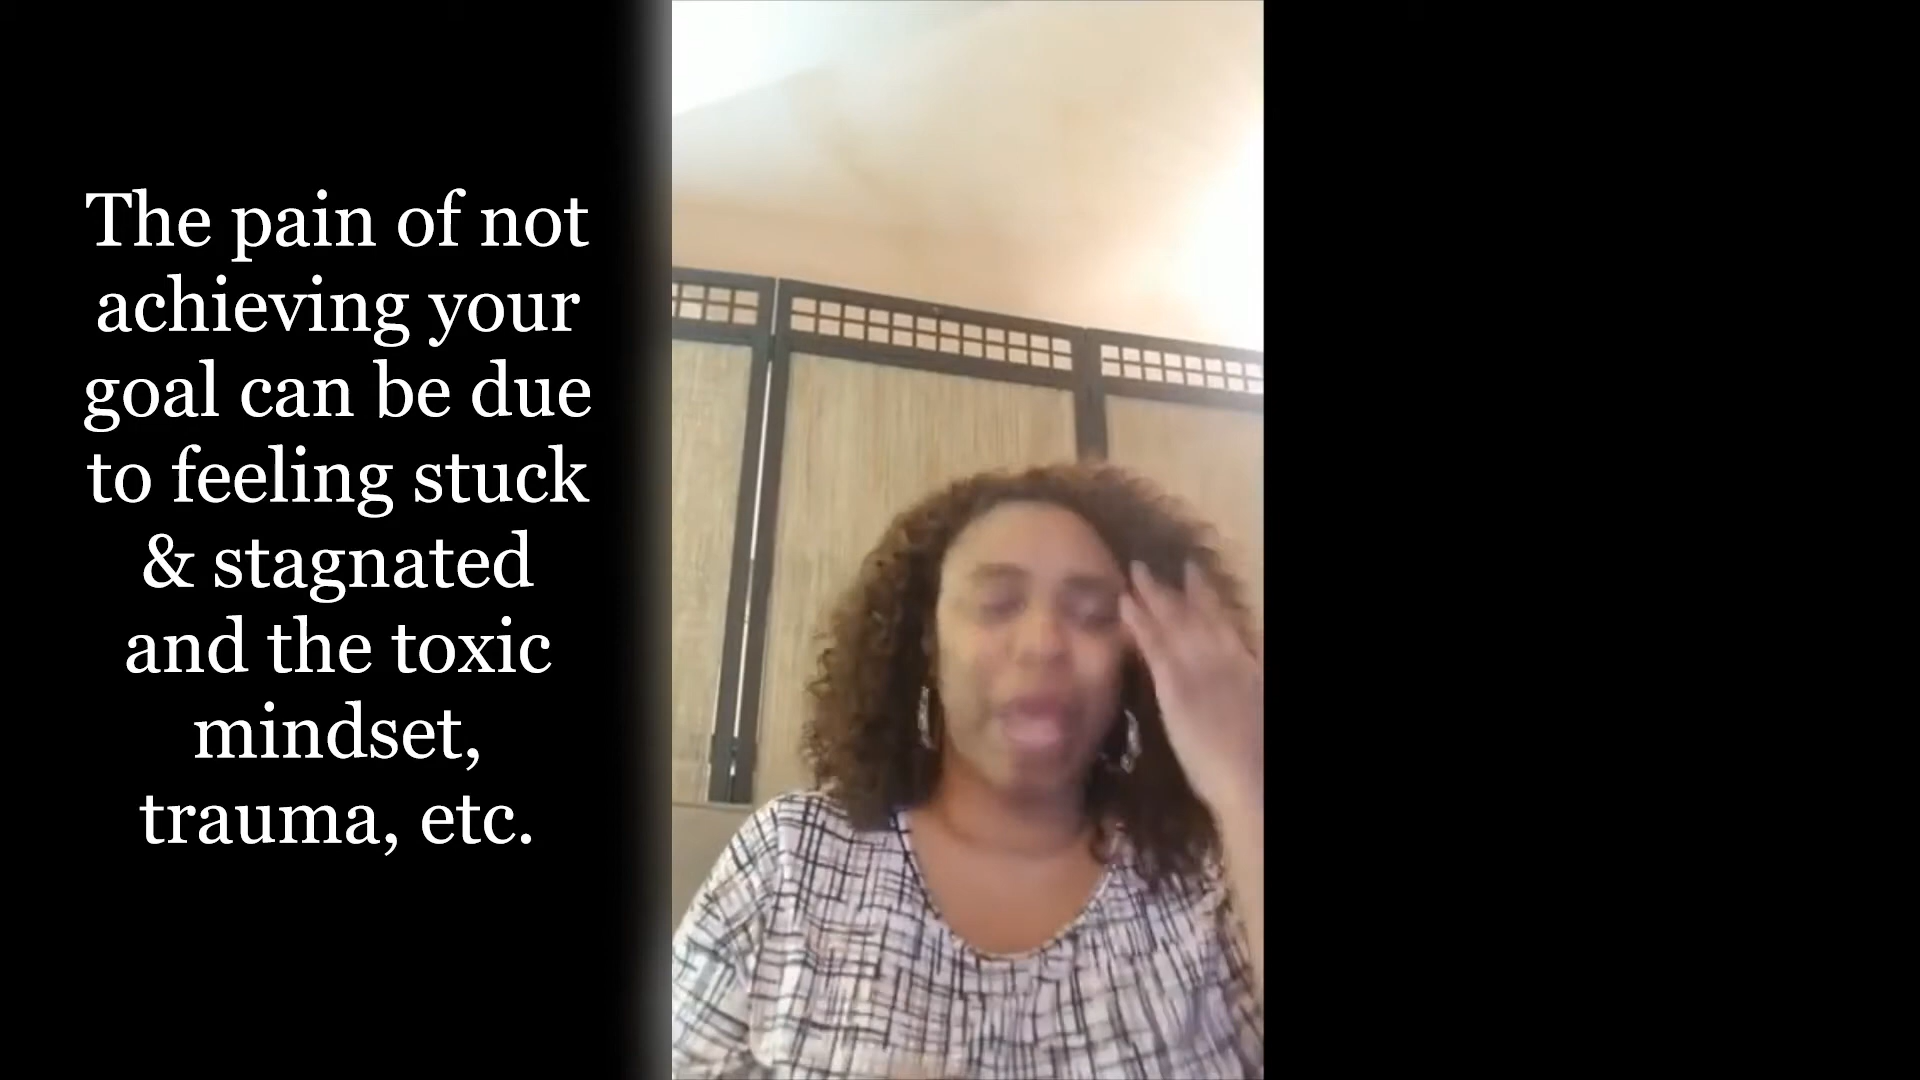 The pain of not
achieving your
goal can be due
to feeling stuck
& stagnated
and the toxic
mindset,
trauma, etc.